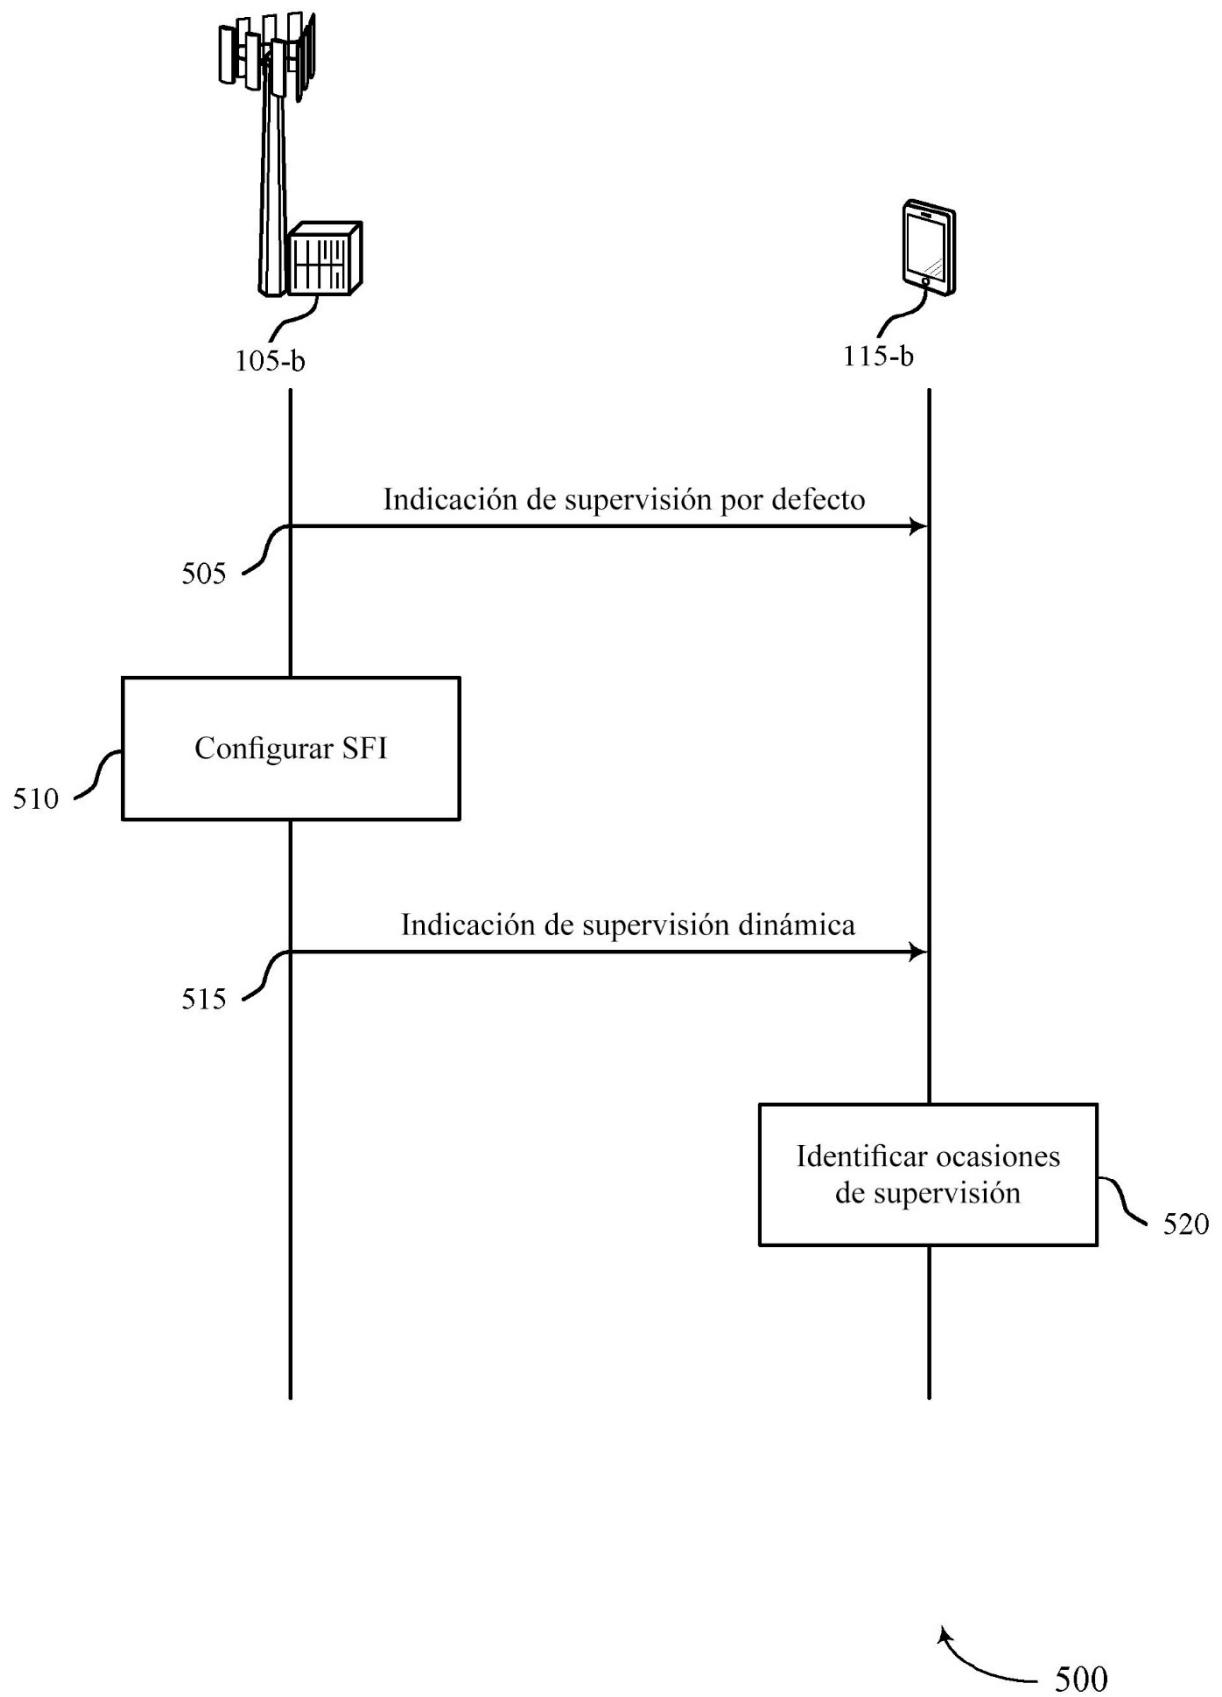 105-b
115-b
Indicación de supervisión por defecto
505
Configurar SFI
510
Indicación de supervisión dinámica
515
Identificar ocasiones
de supervisión
520
500